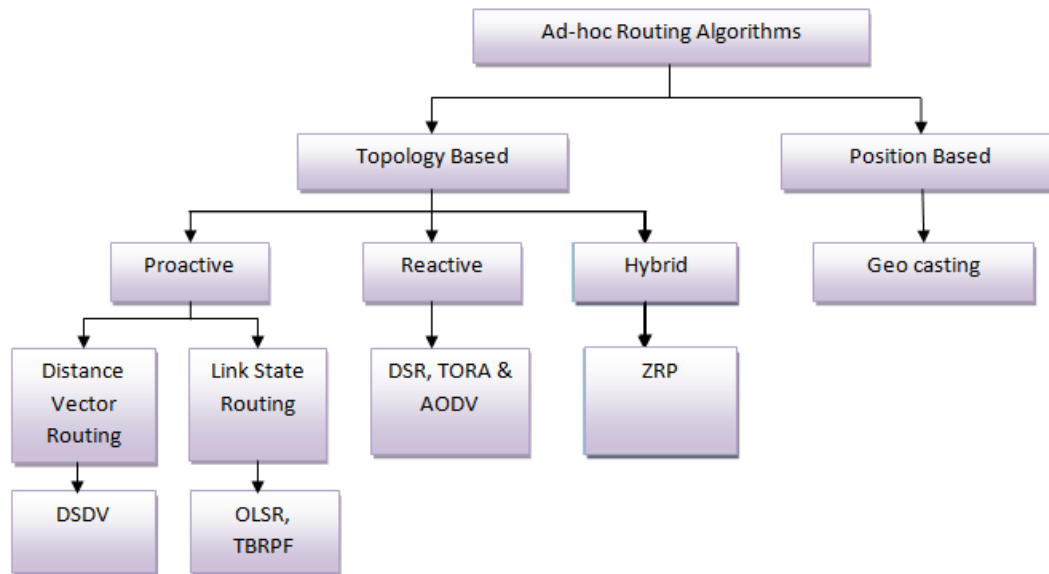 Ad-hoc Routing Algorithms
Topology Based
Position Based
Proactive
Reactive
Hybrid
Geo casting
Distance
Vector
Routing
Link State
Routing
DSR, TORA &
AODV
ZRP
DSDV
OLSR,
TBRPF